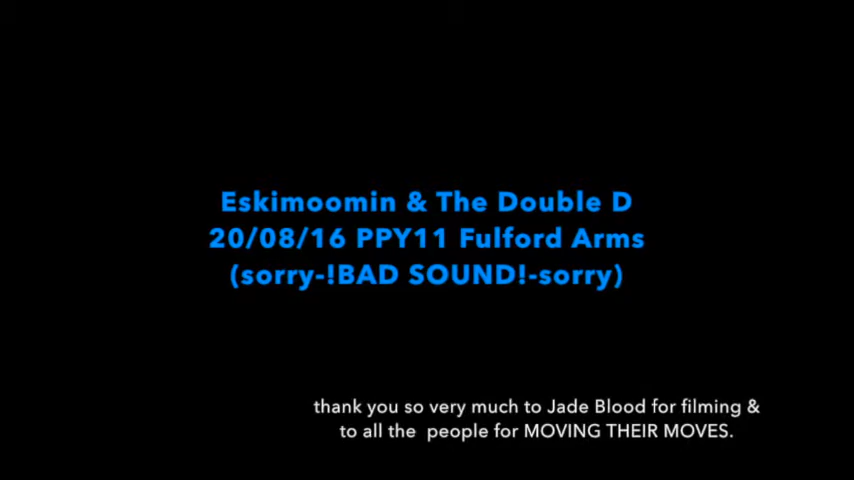 Eskimoomin & The Double D
20/08/16 PPY11 Fulford Arms
(sorry-!BAD SOUND!-sorry)
thank you so very much to Jade Blood for filming &
to all the  people for MOVING THEIR MOVES.